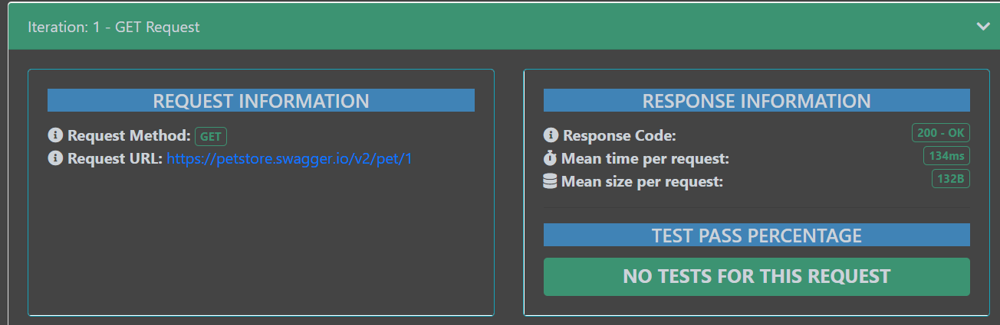 Iteration: 1 - GET Request
REQUEST INFORMATION
Request Method: GET
Request URL: https://petstore.swagger.io/v2/pet/1
RESPONSE INFORMATION
Response Code: 200 - OK
Mean time per request: 134ms
Mean size per request: 132B
TEST PASS PERCENTAGE
NO TESTS FOR THIS REQUEST